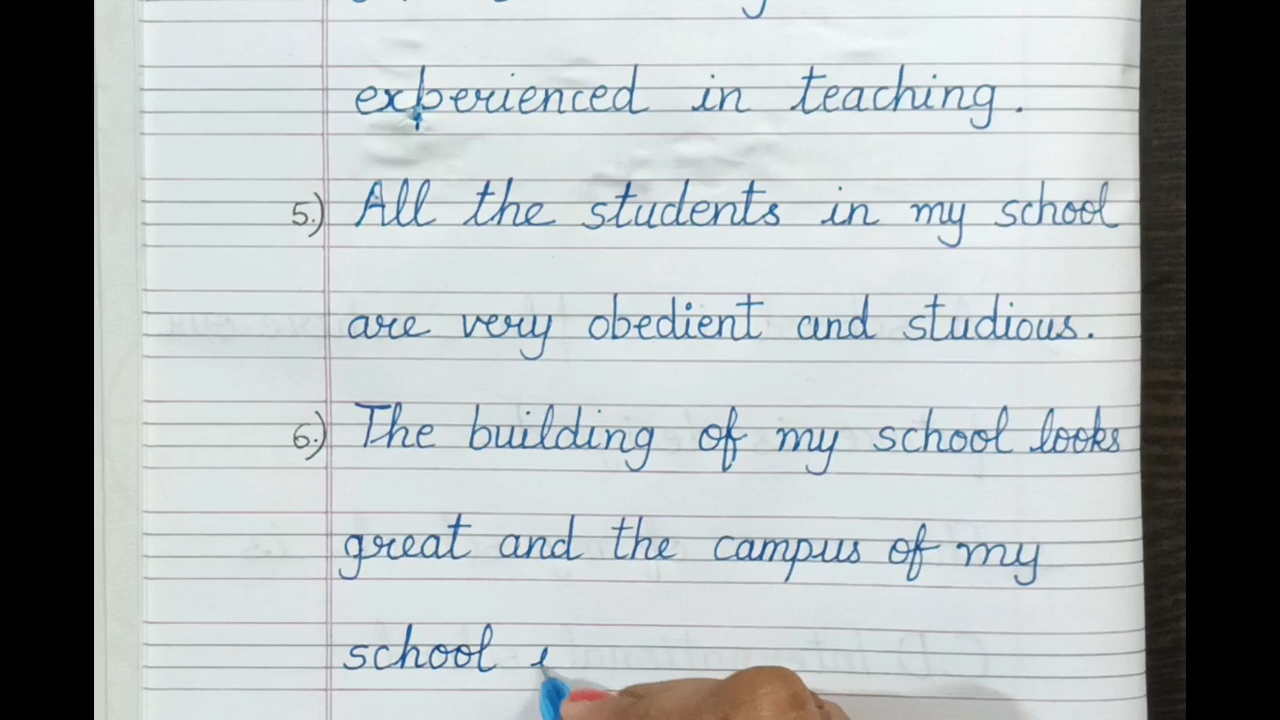 experienced in teaching.
5.) All the students in my school
are very obedient and studious.
6.) The building of my school looks
great and the campus of my
school